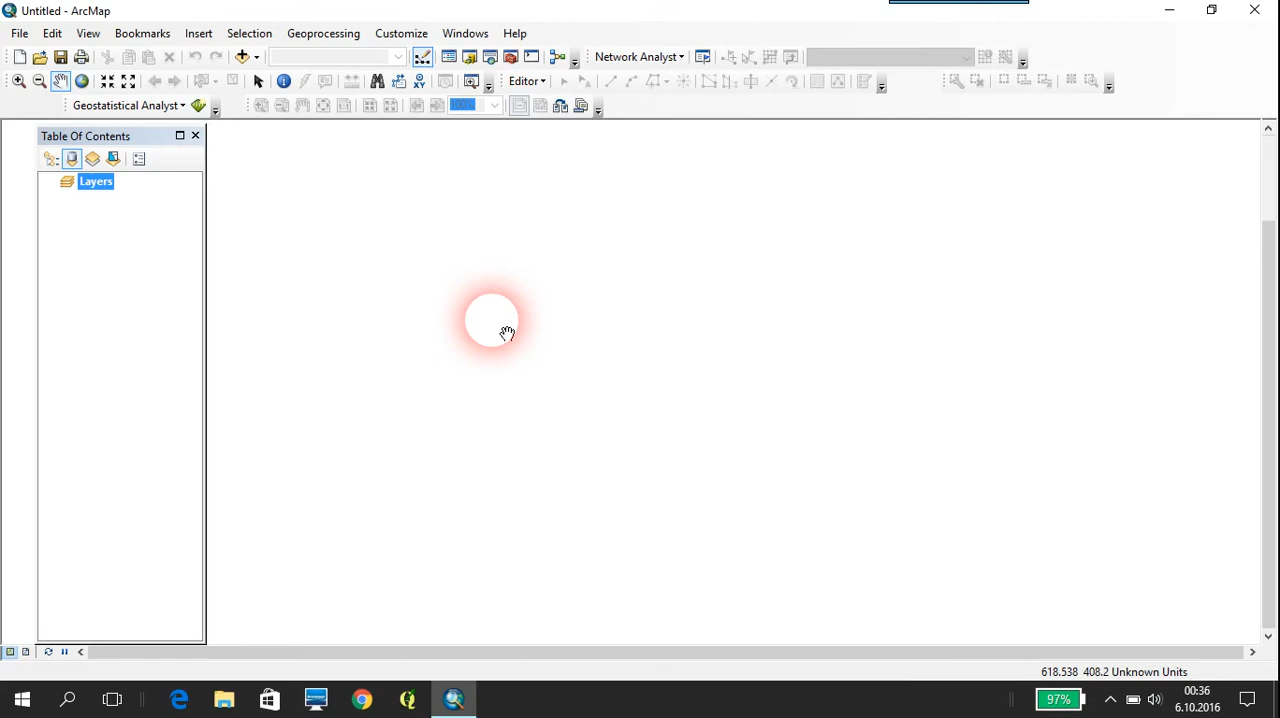 Untitled - ArcMap
File Edit View Bookmarks Insert Selection Geoprocessing Customize Windows Help
Network Analyst
Editor
Geostatistical Analyst 100%
Table Of Contents
Layers
618.538 408.2 Unknown Units
97%
00:36
6.10.2016